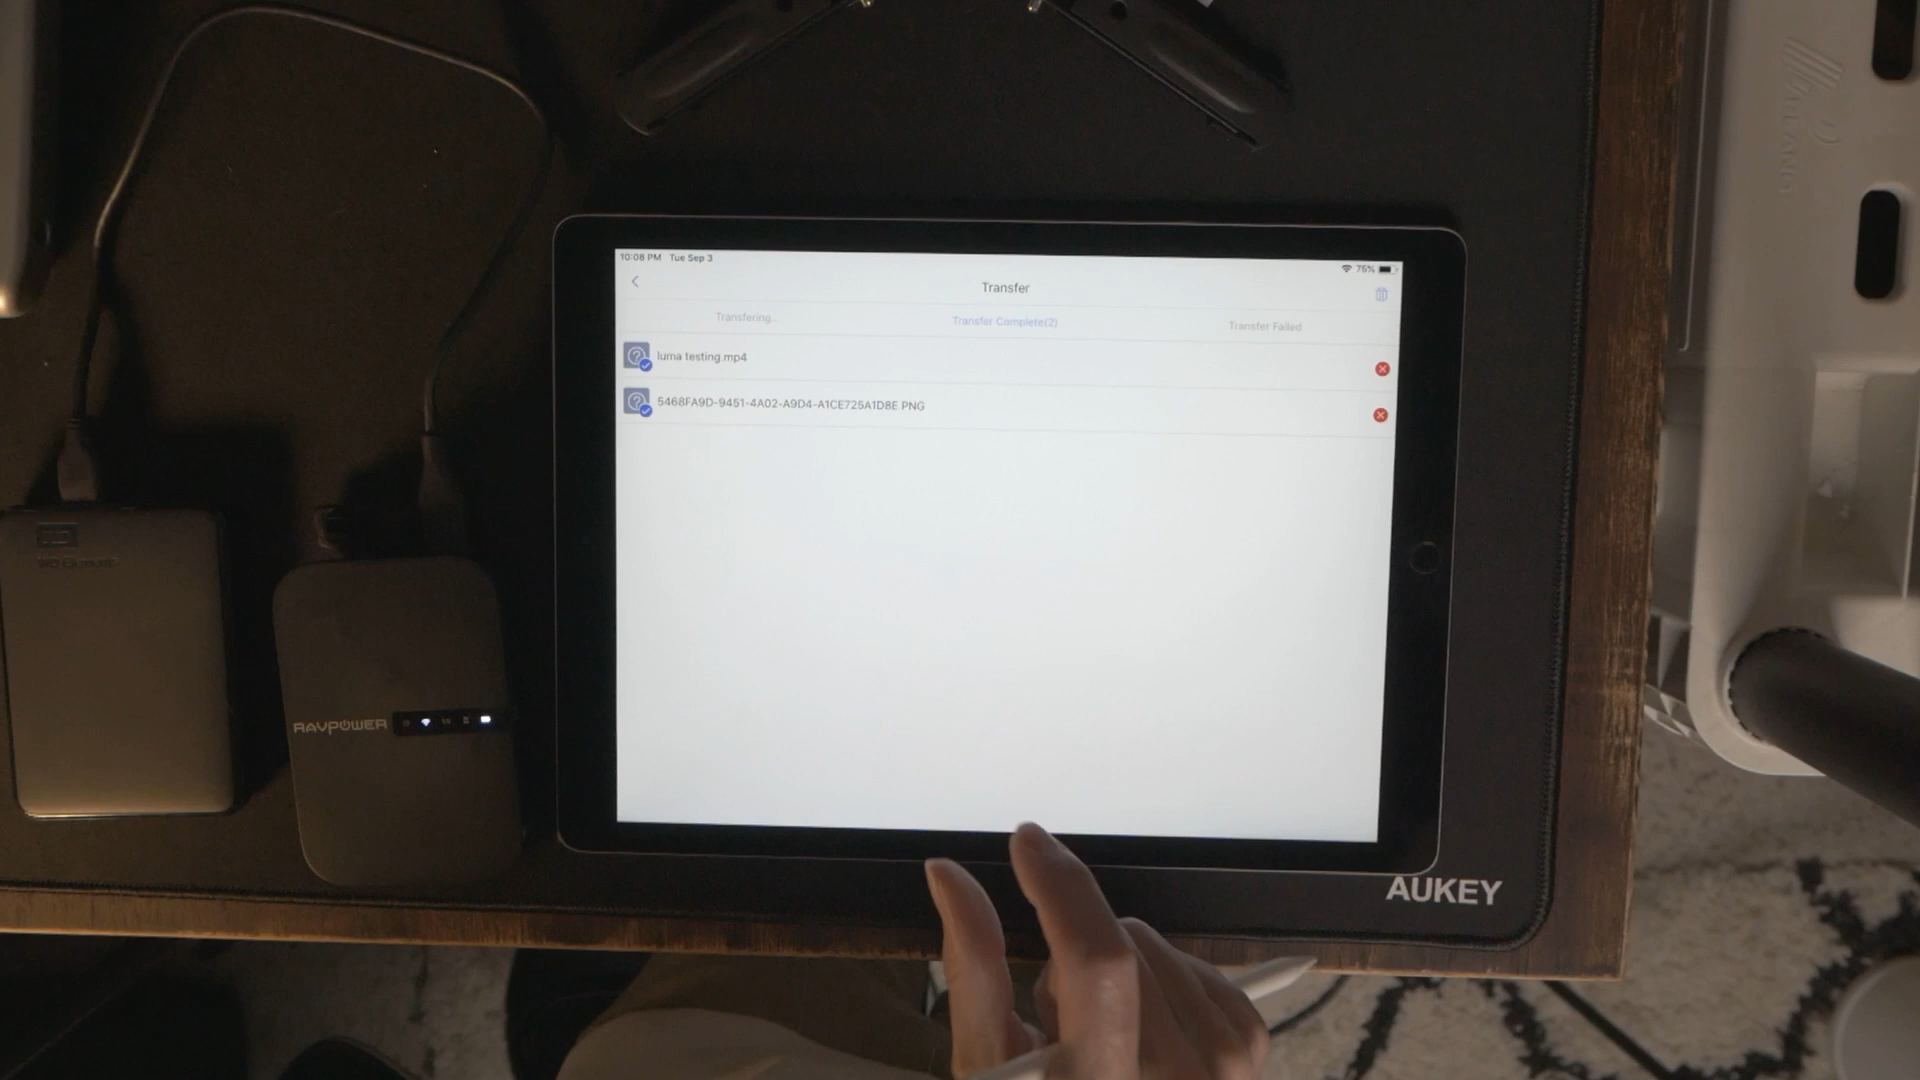 10:08 PM Tue Sep 3
75%
Transfer
Transfering...
Transfer Complete(2)
Transfer Failed
luma testing.mp4
5468FA9D-9451-4A02-A9D4-A1CE725A1D8E.PNG
RAVPOWER
AUKEY